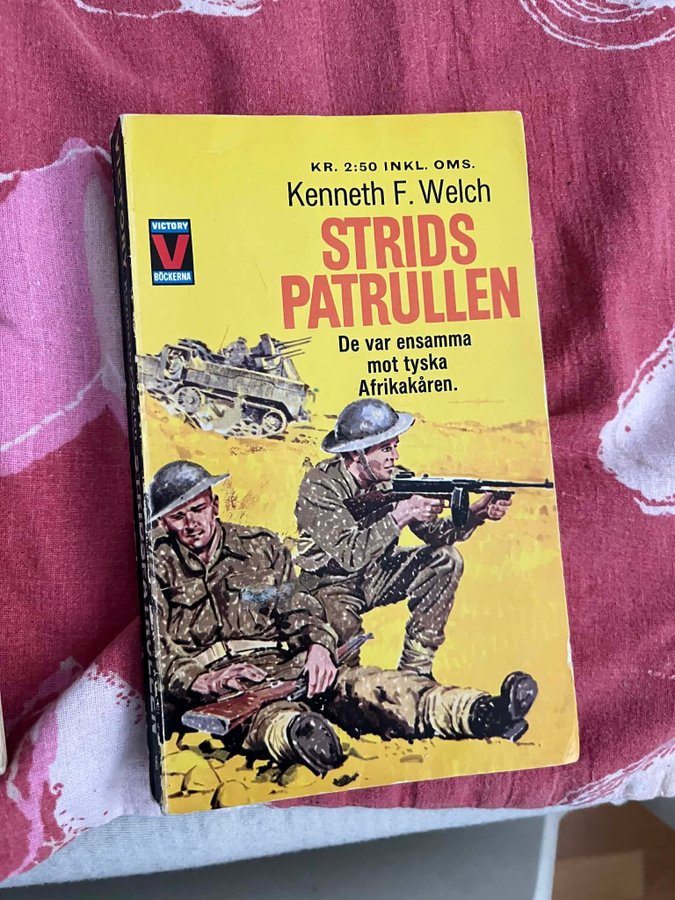 KR. 2:50 INKL. OMS.
Kenneth F. Welch
VICTORY
V
BÖCKERNA
STRIDS
PATRULLEN
De var ensamma
mot tyska
Afrikakåren.